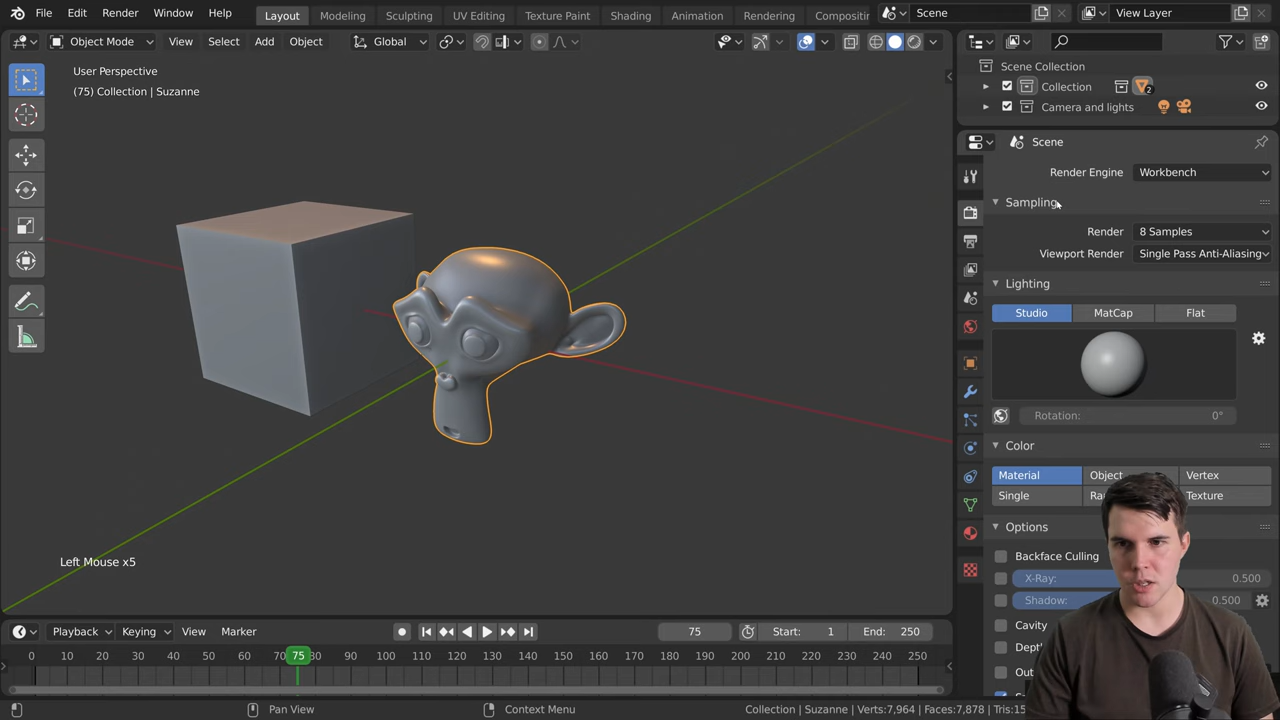 File Edit Render Window Help Layout Modeling Sculpting UV Editing Texture Paint Shading Animation Rendering Scene View Layer
Object Mode View Select Add Object Global
User Perspective
(75) Collection | Suzanne
Scene Collection
Collection 2
Camera and lights
Scene
Render Engine Workbench
Sampling
Render 8 Samples
Viewport Render Single Pass Anti-Aliasing
Lighting
Studio MatCap Flat
Rotation: 0°
Color
Material Object Vertex
Single Texture
Options
Backface Culling
X-Ray: 0.500
Shadow: 0.500
Cavity
Left Mouse x5
Playback Keying View Marker 75 Start: 1 End: 250
0 10 20 30 40 50 60 75 90 100 110 120 130 140 150 160 170 180 190 200 210 220 230 240 250
Pan View Context Menu Collection | Suzanne | Verts:7,964 | Faces:7,878